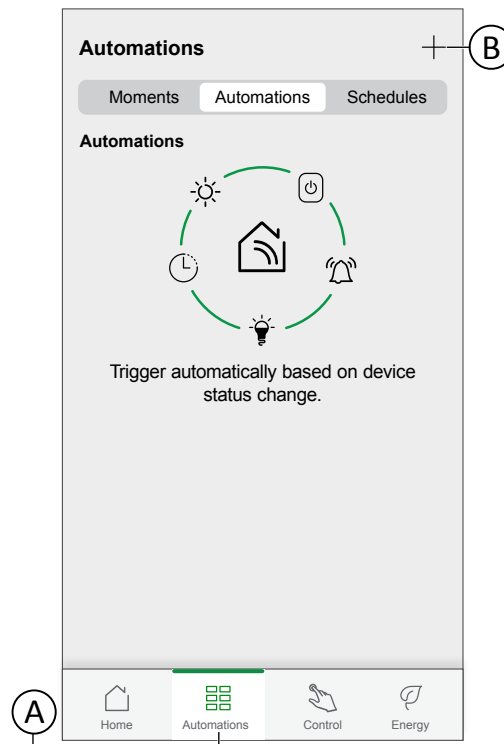 Automations
B
Moments Automations Schedules
Automations
Trigger automatically based on device
status change.
A
Home Automations Control Energy